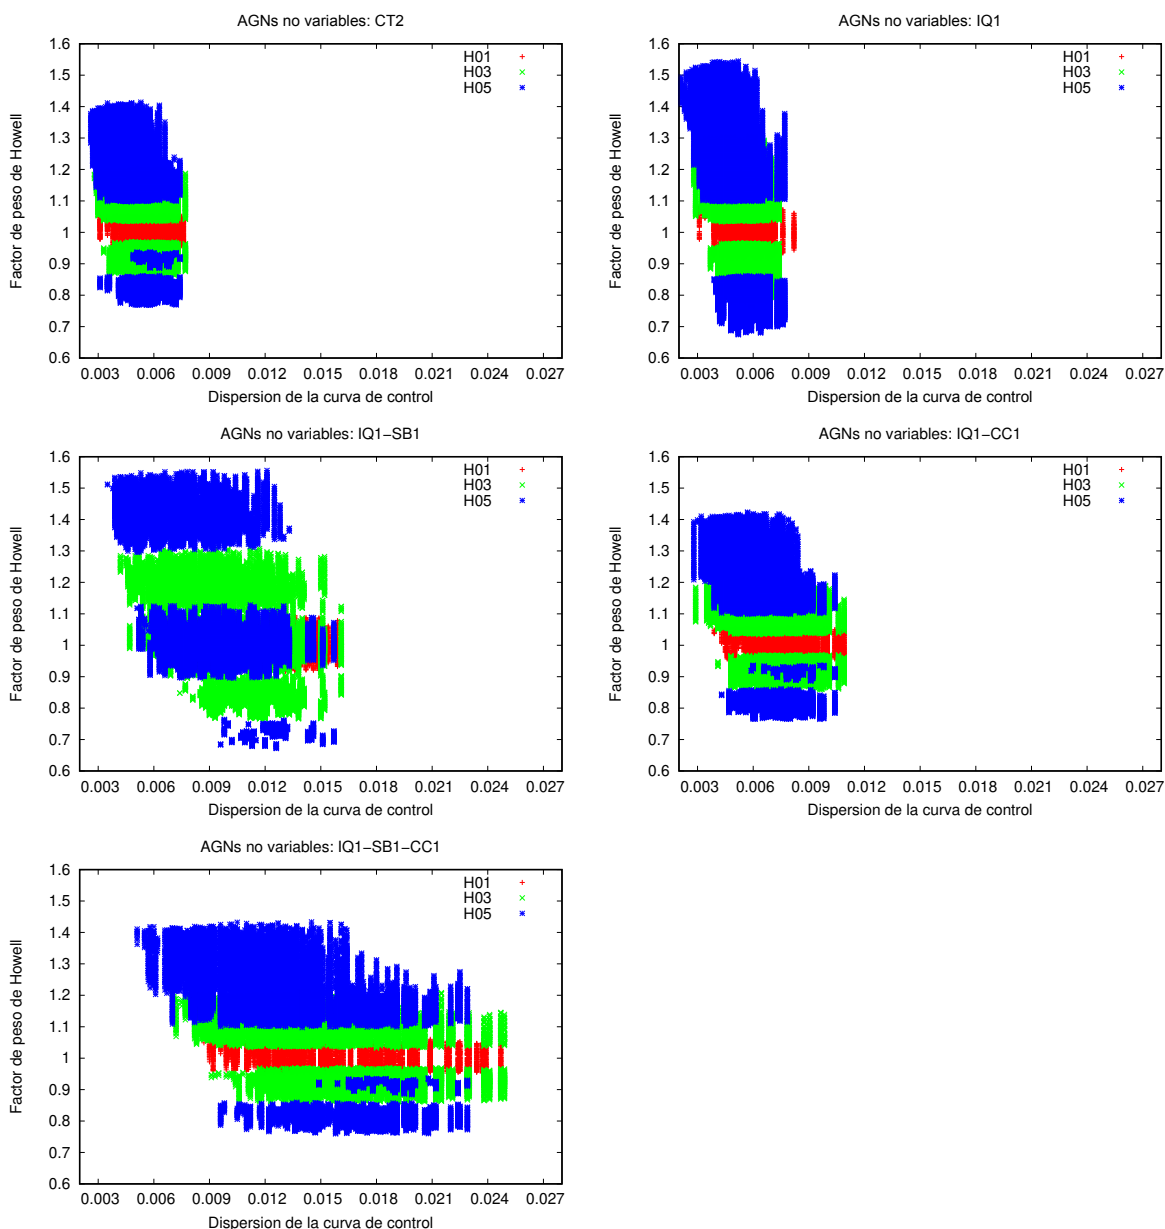 AGNs no variables: CT2
Factor de peso de Howell
1.6
1.5
1.4
1.3
1.2
1.1
1
0.9
0.8
0.7
0.6
H01
H03
H05
0.003 0.006 0.009 0.012 0.015 0.018 0.021 0.024 0.027
Dispersion de la curva de control
AGNs no variables: IQ1
Factor de peso de Howell
1.6
1.5
1.4
1.3
1.2
1.1
1
0.9
0.8
0.7
0.6
H01
H03
H05
0.003 0.006 0.009 0.012 0.015 0.018 0.021 0.024 0.027
Dispersion de la curva de control
AGNs no variables: IQ1−SB1
Factor de peso de Howell
1.6
1.5
1.4
1.3
1.2
1.1
1
0.9
0.8
0.7
0.6
H01
H03
H05
0.003 0.006 0.009 0.012 0.015 0.018 0.021 0.024 0.027
Dispersion de la curva de control
AGNs no variables: IQ1−CC1
Factor de peso de Howell
1.6
1.5
1.4
1.3
1.2
1.1
1
0.9
0.8
0.7
0.6
H01
H03
H05
0.003 0.006 0.009 0.012 0.015 0.018 0.021 0.024 0.027
Dispersion de la curva de control
AGNs no variables: IQ1−SB1−CC1
Factor de peso de Howell
1.6
1.5
1.4
1.3
1.2
1.1
1
0.9
0.8
0.7
0.6
H01
H03
H05
0.003 0.006 0.009 0.012 0.015 0.018 0.021 0.024 0.027
Dispersion de la curva de control